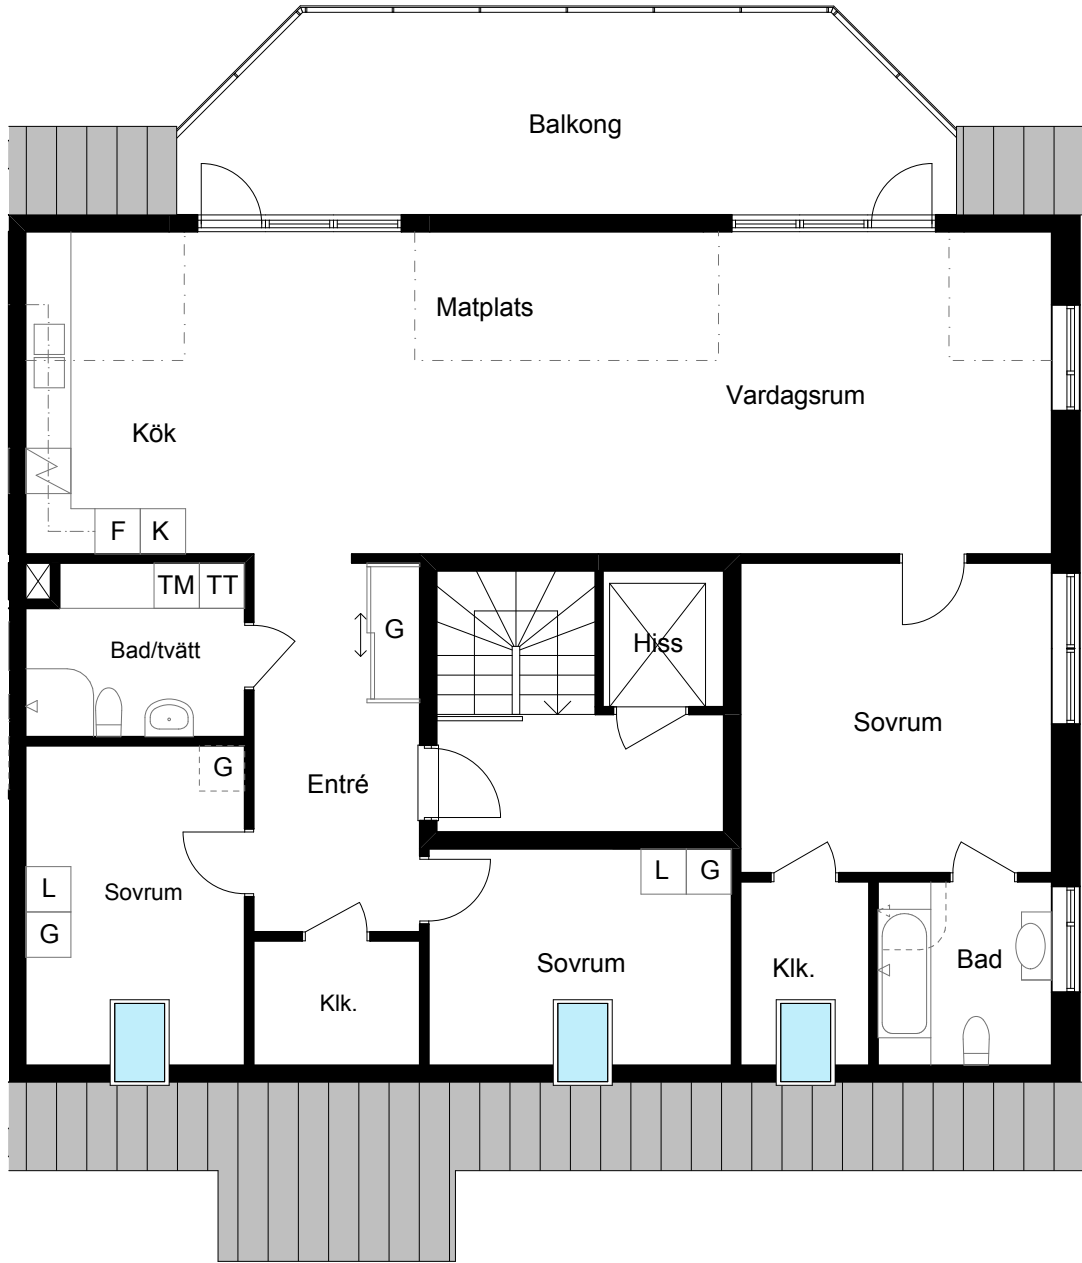 Balkong
Matplats
Vardagsrum
Kök
F K
TM TT
G
Bad/tvätt
Hiss
Sovrum
G
Entré
L
G
Sovrum
L G
Sovrum
Klk.
Klk.
Bad